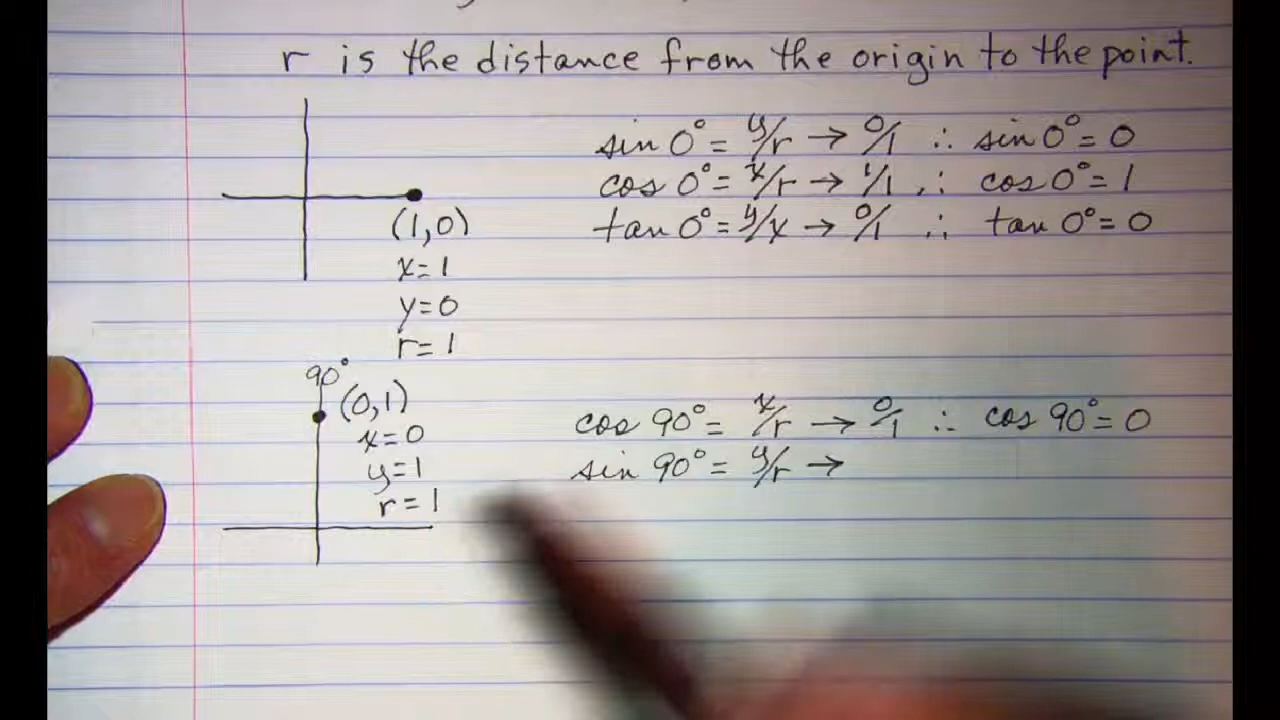 r is the distance from the origin to the point.
sin 0° = y/r → 0/1 ∴ sin 0° = 0
cos 0° = x/r → 1/1 ∴ cos 0° = 1
tan 0° = y/x → 0/1 ∴ tan 0° = 0
(1,0)
x=1
y=0
r=1
90°
(0,1)
x=0
y=1
r=1
cos 90° = x/r → 0/1 ∴ cos 90° = 0
sin 90° = y/r →